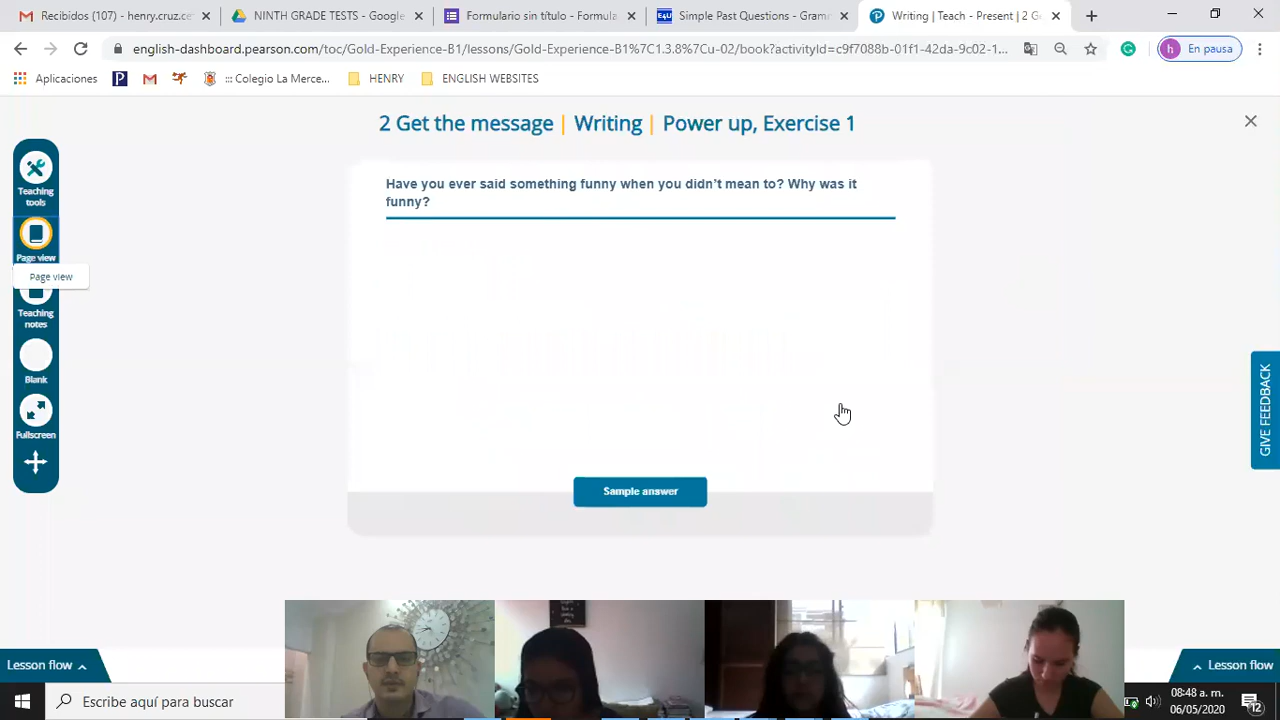 Recibidos (107) - henry.cruz.ce
NINTH GRADE TESTS - Google
Formulario sin título - Formula
Simple Past Questions - Gramm
Writing | Teach - Present | 2 Ge
english-dashboard.pearson.com/toc/Gold-Experience-B1/lessons/Gold-Experience-B1%7C1.3.8%7Cu-02/book?activityId=c9f7088b-01f1-42da-9c02-1...
En pausa
Aplicaciones
::: Colegio La Merce...
HENRY
ENGLISH WEBSITES
2 Get the message | Writing | Power up, Exercise 1
Have you ever said something funny when you didn't mean to? Why was it
funny?
Teaching
tools
Page view
Page view
Teaching
notes
Blank
Fullscreen
Sample answer
GIVE FEEDBACK
Lesson flow
Lesson flow
Escribe aquí para buscar
08:48 a. m.
06/05/2020
12